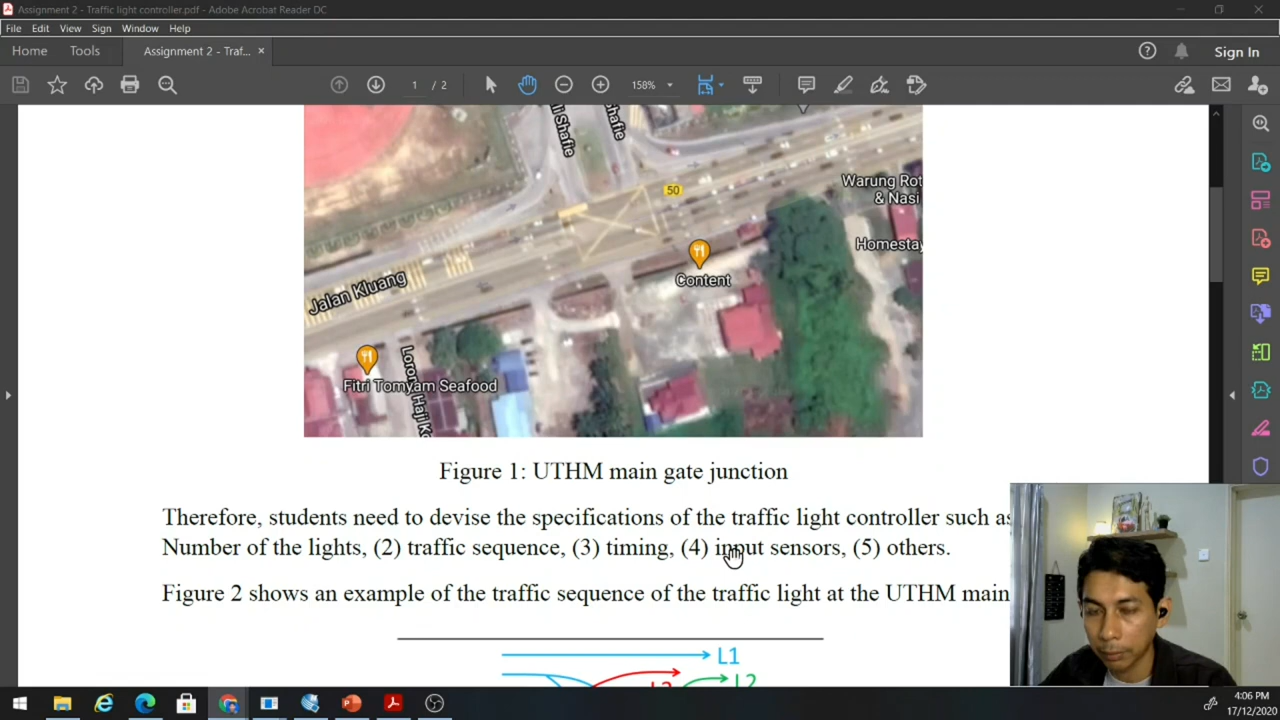 Assignment 2 - Traffic light controller.pdf - Adobe Acrobat Reader DC
File Edit View Sign Window Help
Home Tools Assignment 2 - Traf... × Sign In
1 / 2 158%
Shafie
Shafie
50
Warung Rot
& Nasi
Homestay
Content
Jalan Kluang
Fitri Tomyam Seafood
Lorong Haji K
Figure 1: UTHM main gate junction
Therefore, students need to devise the specifications of the traffic light controller such as
Number of the lights, (2) traffic sequence, (3) timing, (4) input sensors, (5) others.
Figure 2 shows an example of the traffic sequence of the traffic light at the UTHM main
L1
L2
4:06 PM
17/12/2020